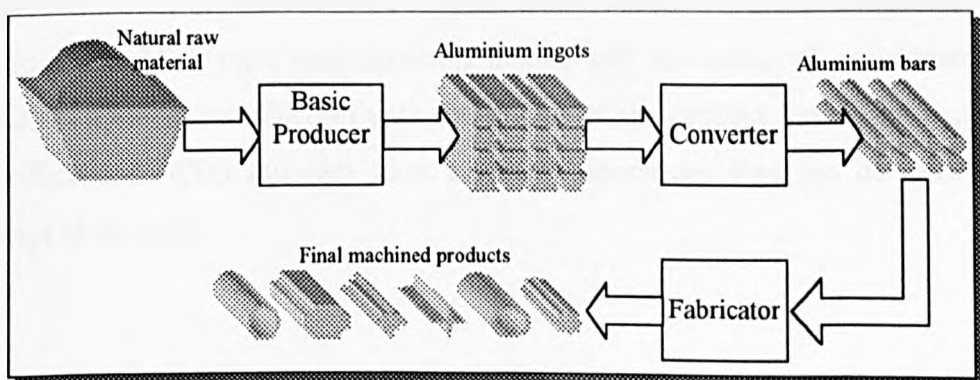 Natural raw
material
Basic
Producer
Aluminium ingots
Converter
Aluminium bars
Fabricator
Final machined products